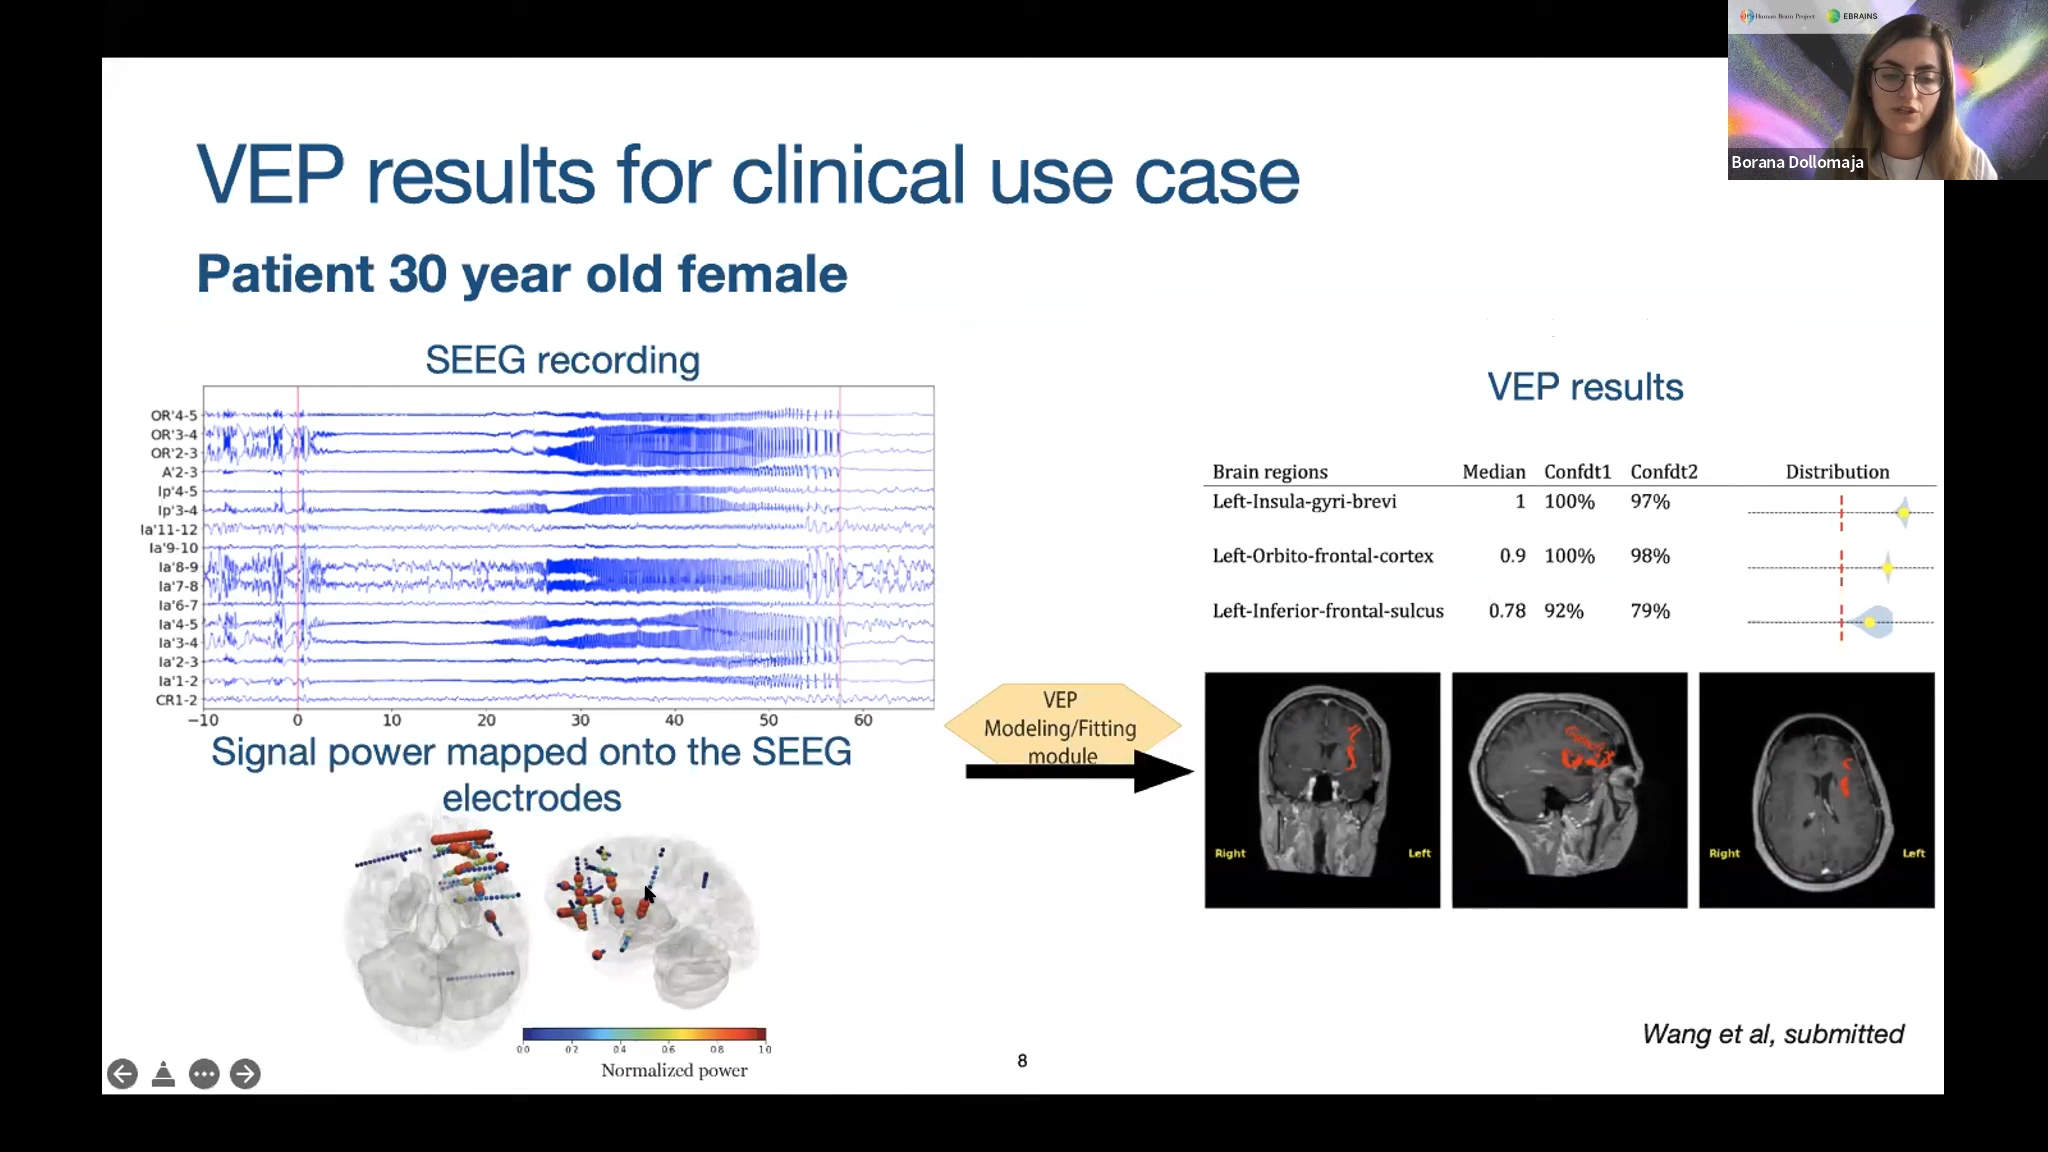 Human Brain Project
EBRAINS
Borana Dollomaja
VEP results for clinical use case
Patient 30 year old female
SEEG recording
OR'4-5
OR'3-4
OR'2-3
A'2-3
Ip'4-5
Ip'3-4
Ia'11-12
Ia'9-10
Ia'8-9
Ia'7-8
Ia'6-7
Ia'4-5
Ia'3-4
Ia'2-3
Ia'1-2
CR1-2
−10 0 10 20 30 40 50 60
Signal power mapped onto the SEEG
electrodes
0.0 0.2 0.4 0.6 0.8 1.0
Normalized power
VEP
Modeling/Fitting
module
VEP results
Brain regions Median Confdt1 Confdt2 Distribution
Left-Insula-gyri-brevi 1 100% 97%
Left-Orbito-frontal-cortex 0.9 100% 98%
Left-Inferior-frontal-sulcus 0.78 92% 79%
Right Left
Right Left
Wang et al, submitted
8